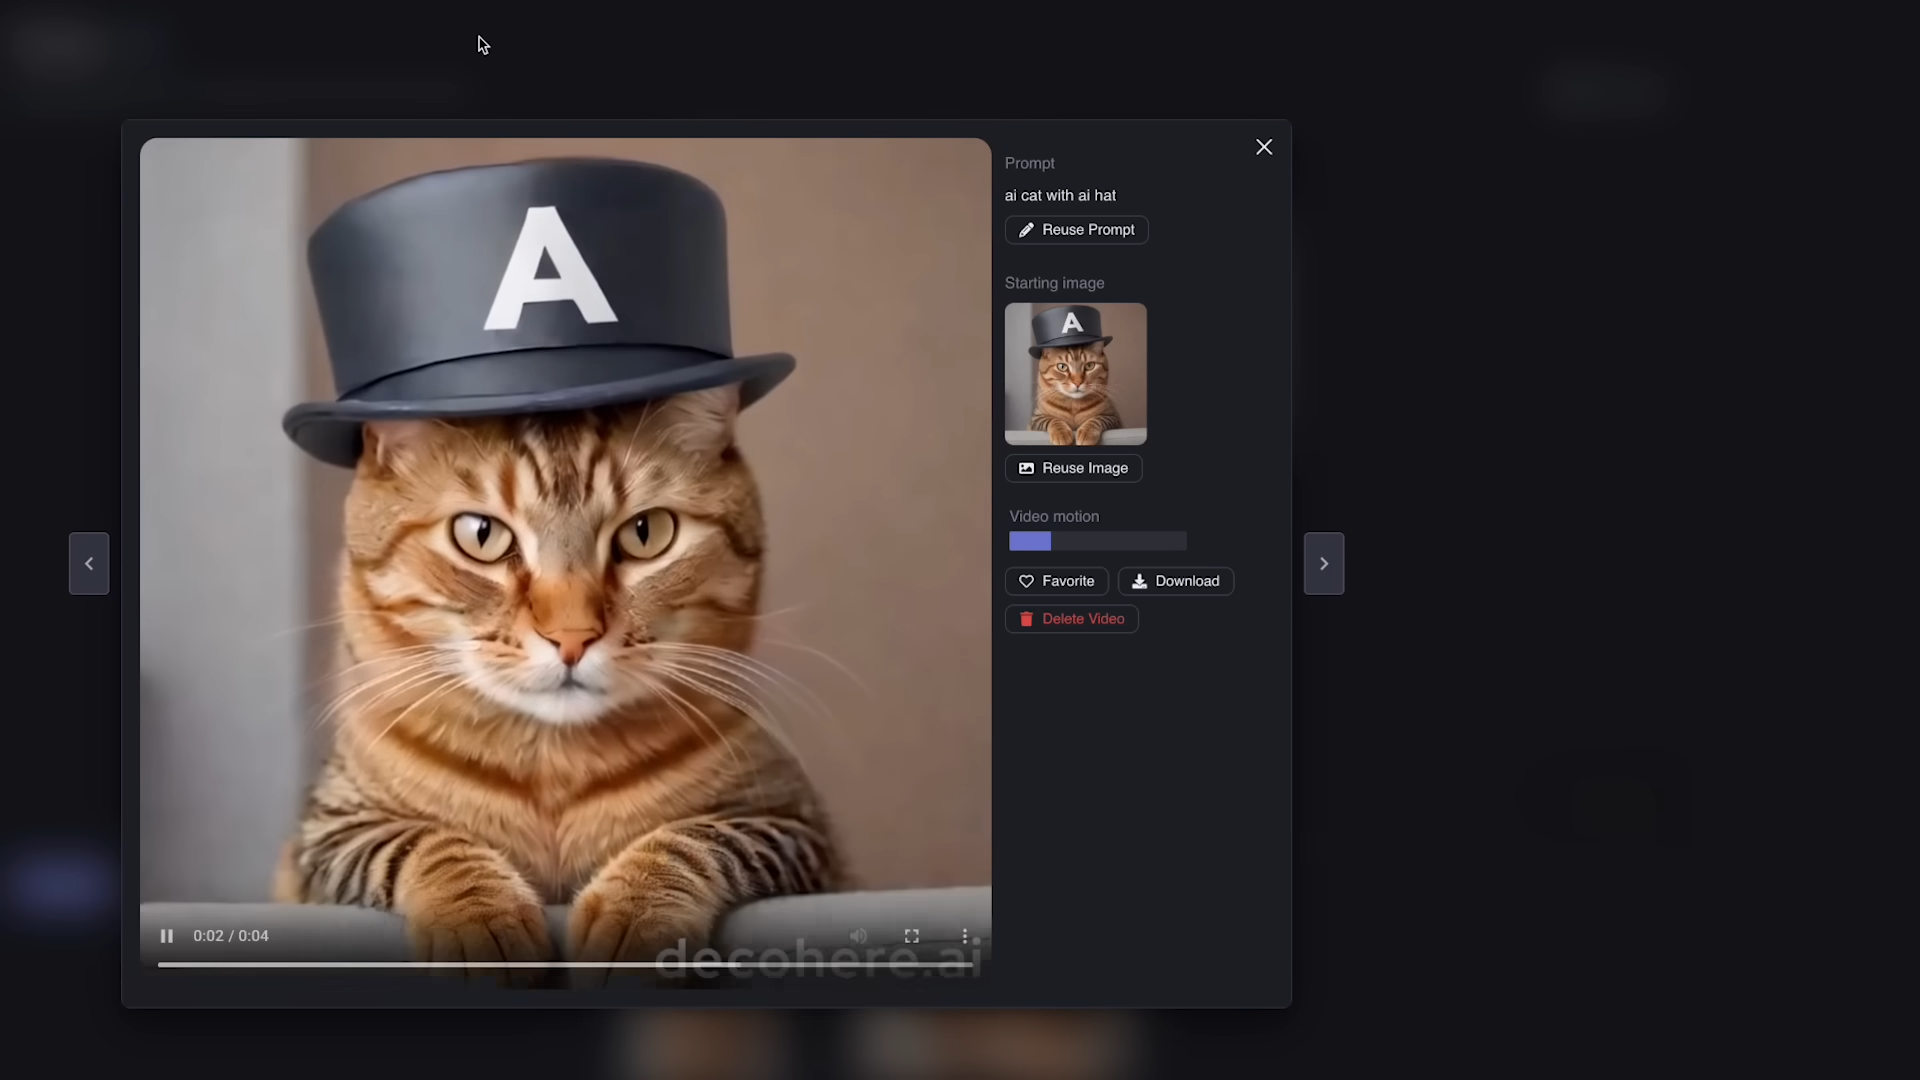 A
Prompt
ai cat with ai hat
Reuse Prompt
Starting image
A
Reuse Image
Video motion
Favorite
Download
Delete Video
0:02 / 0:04
decohere.ai